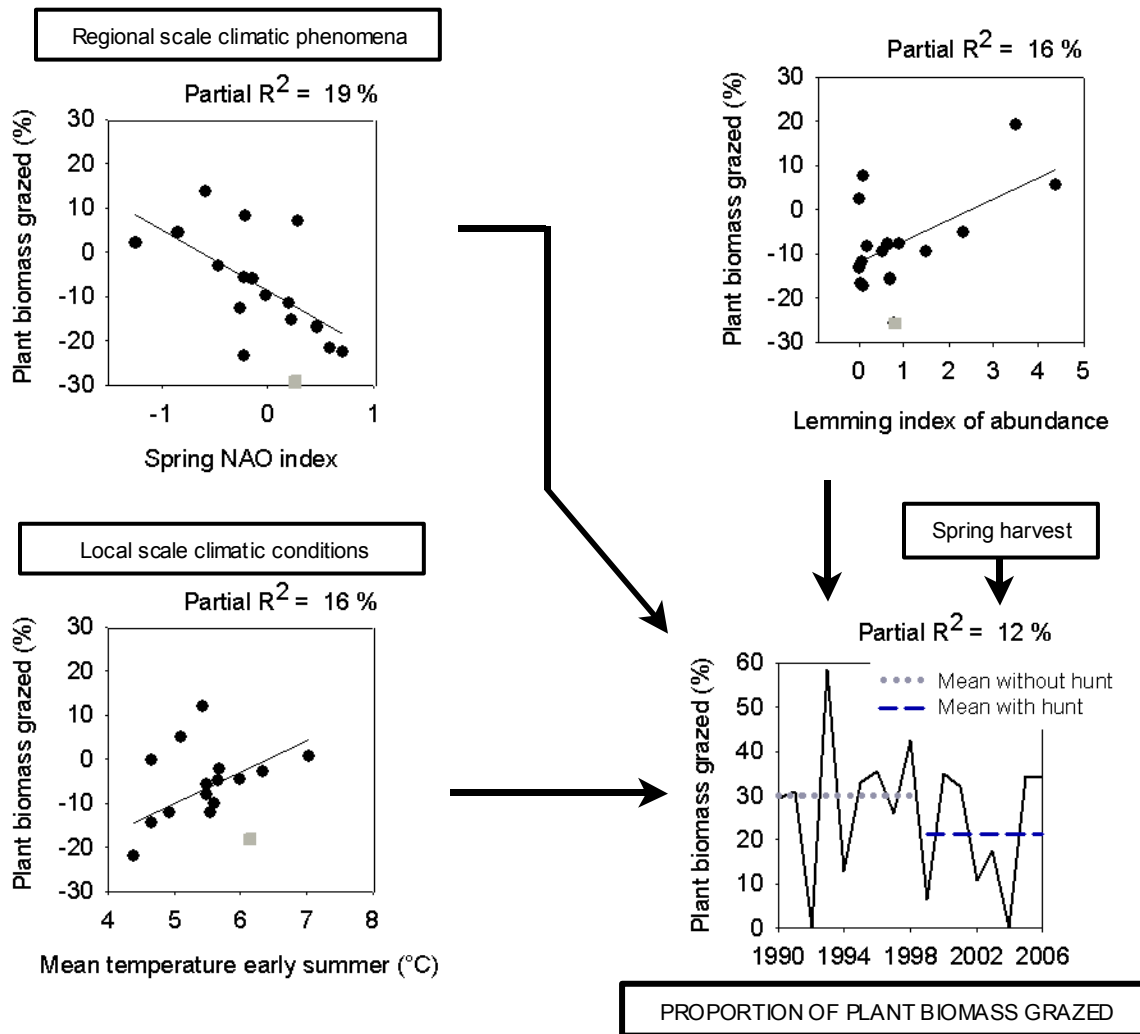 Regional scale climatic phenomena
Partial R2 = 19 %
Plant biomass grazed (%)
30
20
10
0
-10
-20
-30
-1 0 1
Spring NAO index
Partial R2 = 16 %
Plant biomass grazed (%)
30
20
10
0
-10
-20
-30
0 1 2 3 4 5
Lemming index of abundance
Local scale climatic conditions
Partial R2 = 16 %
Plant biomass grazed (%)
30
20
10
0
-10
-20
-30
4 5 6 7 8
Mean temperature early summer (°C)
Spring harvest
Partial R2 = 12 %
Plant biomass grazed (%)
60
50
40
30
20
10
0
Mean without hunt
Mean with hunt
1990 1994 1998 2002 2006
PROPORTION OF PLANT BIOMASS GRAZED